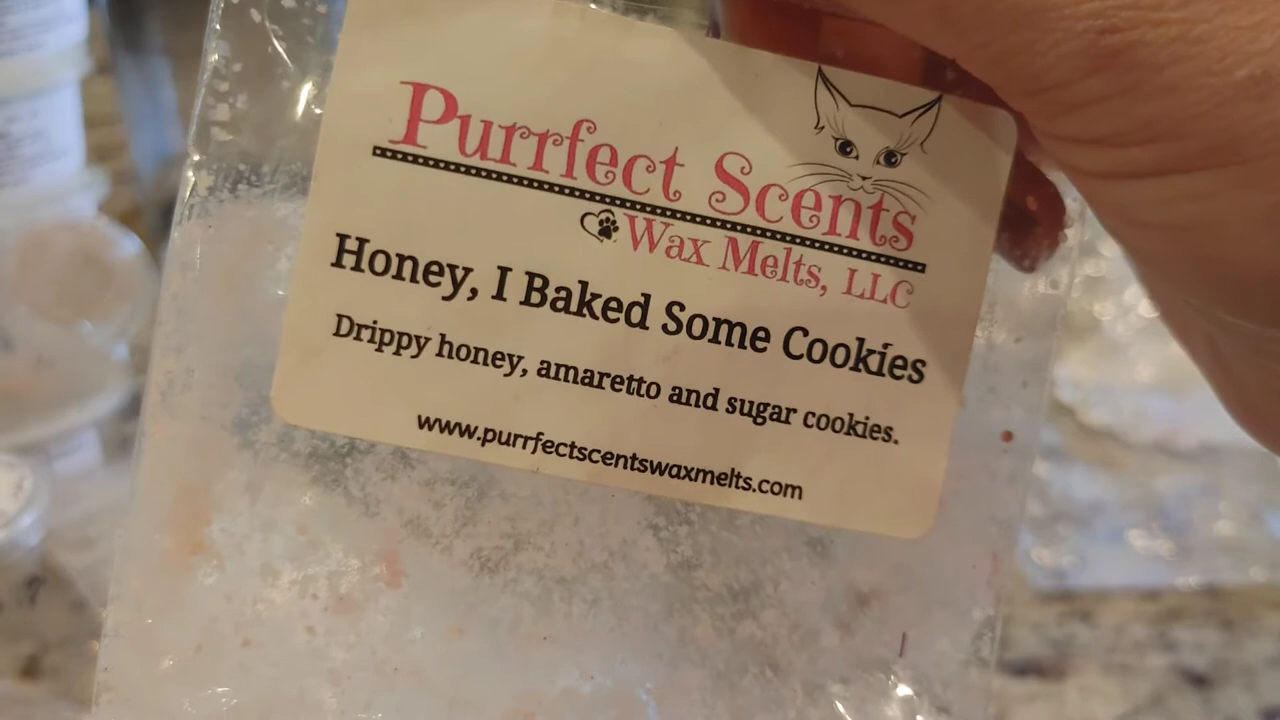 Purrfect Scents
Wax Melts, LLC
Honey, I Baked Some Cookies
Drippy honey, amaretto and sugar cookies.
www.purrfectscentswaxmelts.com